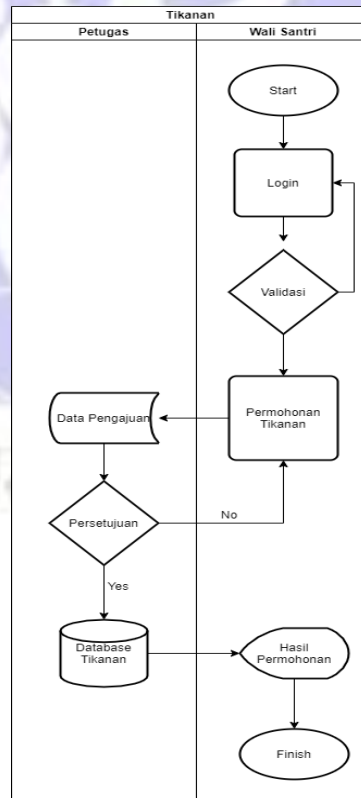 Tikanan
Petugas
Wali Santri
Start
Login
Validasi
Permohonan
Tikanan
Data Pengajuan
Persetujuan
No
Yes
Database
Tikanan
Hasil
Permohonan
Finish